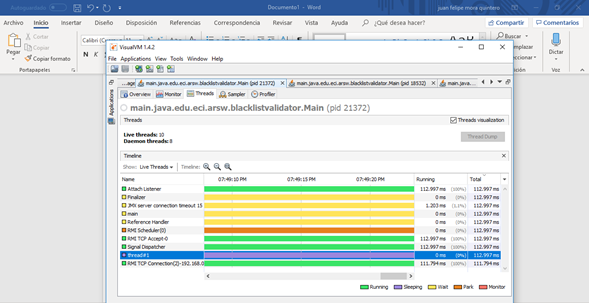 Autoguardado
Documento1 - Word
juan felipe mora quintero
Archivo Inicio Insertar Diseño Disposición Referencias Correspondencia Revisar Vista Ayuda ¿Qué desea hacer? Compartir Comentarios
Pegar
Cortar
Copiar
Copiar formato
Portapapeles
Calibri
N K
Buscar
Dictar
Voz
VisualVM 1.4.2
File Applications View Tools Window Help
main.java.edu.eci.arsw.blacklistvalidator.Main (pid 21372)
main.java.edu.eci.arsw.blacklistvalidator.Main (pid 18532)
Applications
Overview Monitor Threads Sampler Profiler
main.java.edu.eci.arsw.blacklistvalidator.Main (pid 21372)
Threads
Threads visualization
Live threads: 10
Daemon threads: 8
Thread Dump
Timeline
Show: Live Threads Timeline:
Name 07:49:10 PM 07:49:15 PM 07:49:20 PM Running Total
Attach Listener 112.997 ms (100%) 112.997 ms
Finalizer 0 ms (0%) 112.997 ms
JMX server connection timeout 15 1.203 ms (1,1%) 112.997 ms
main 0 ms (0%) 112.997 ms
Reference Handler 0 ms (0%) 112.997 ms
RMI Scheduler(0) 0 ms (0%) 112.997 ms
RMI TCP Accept-0 112.997 ms (100%) 112.997 ms
Signal Dispatcher 112.997 ms (100%) 112.997 ms
thread#1 0 ms (0%) 112.997 ms
RMI TCP Connection(2)-192.168.0 111.794 ms (100%) 111.794 ms
Running Sleeping Wait Park Monitor